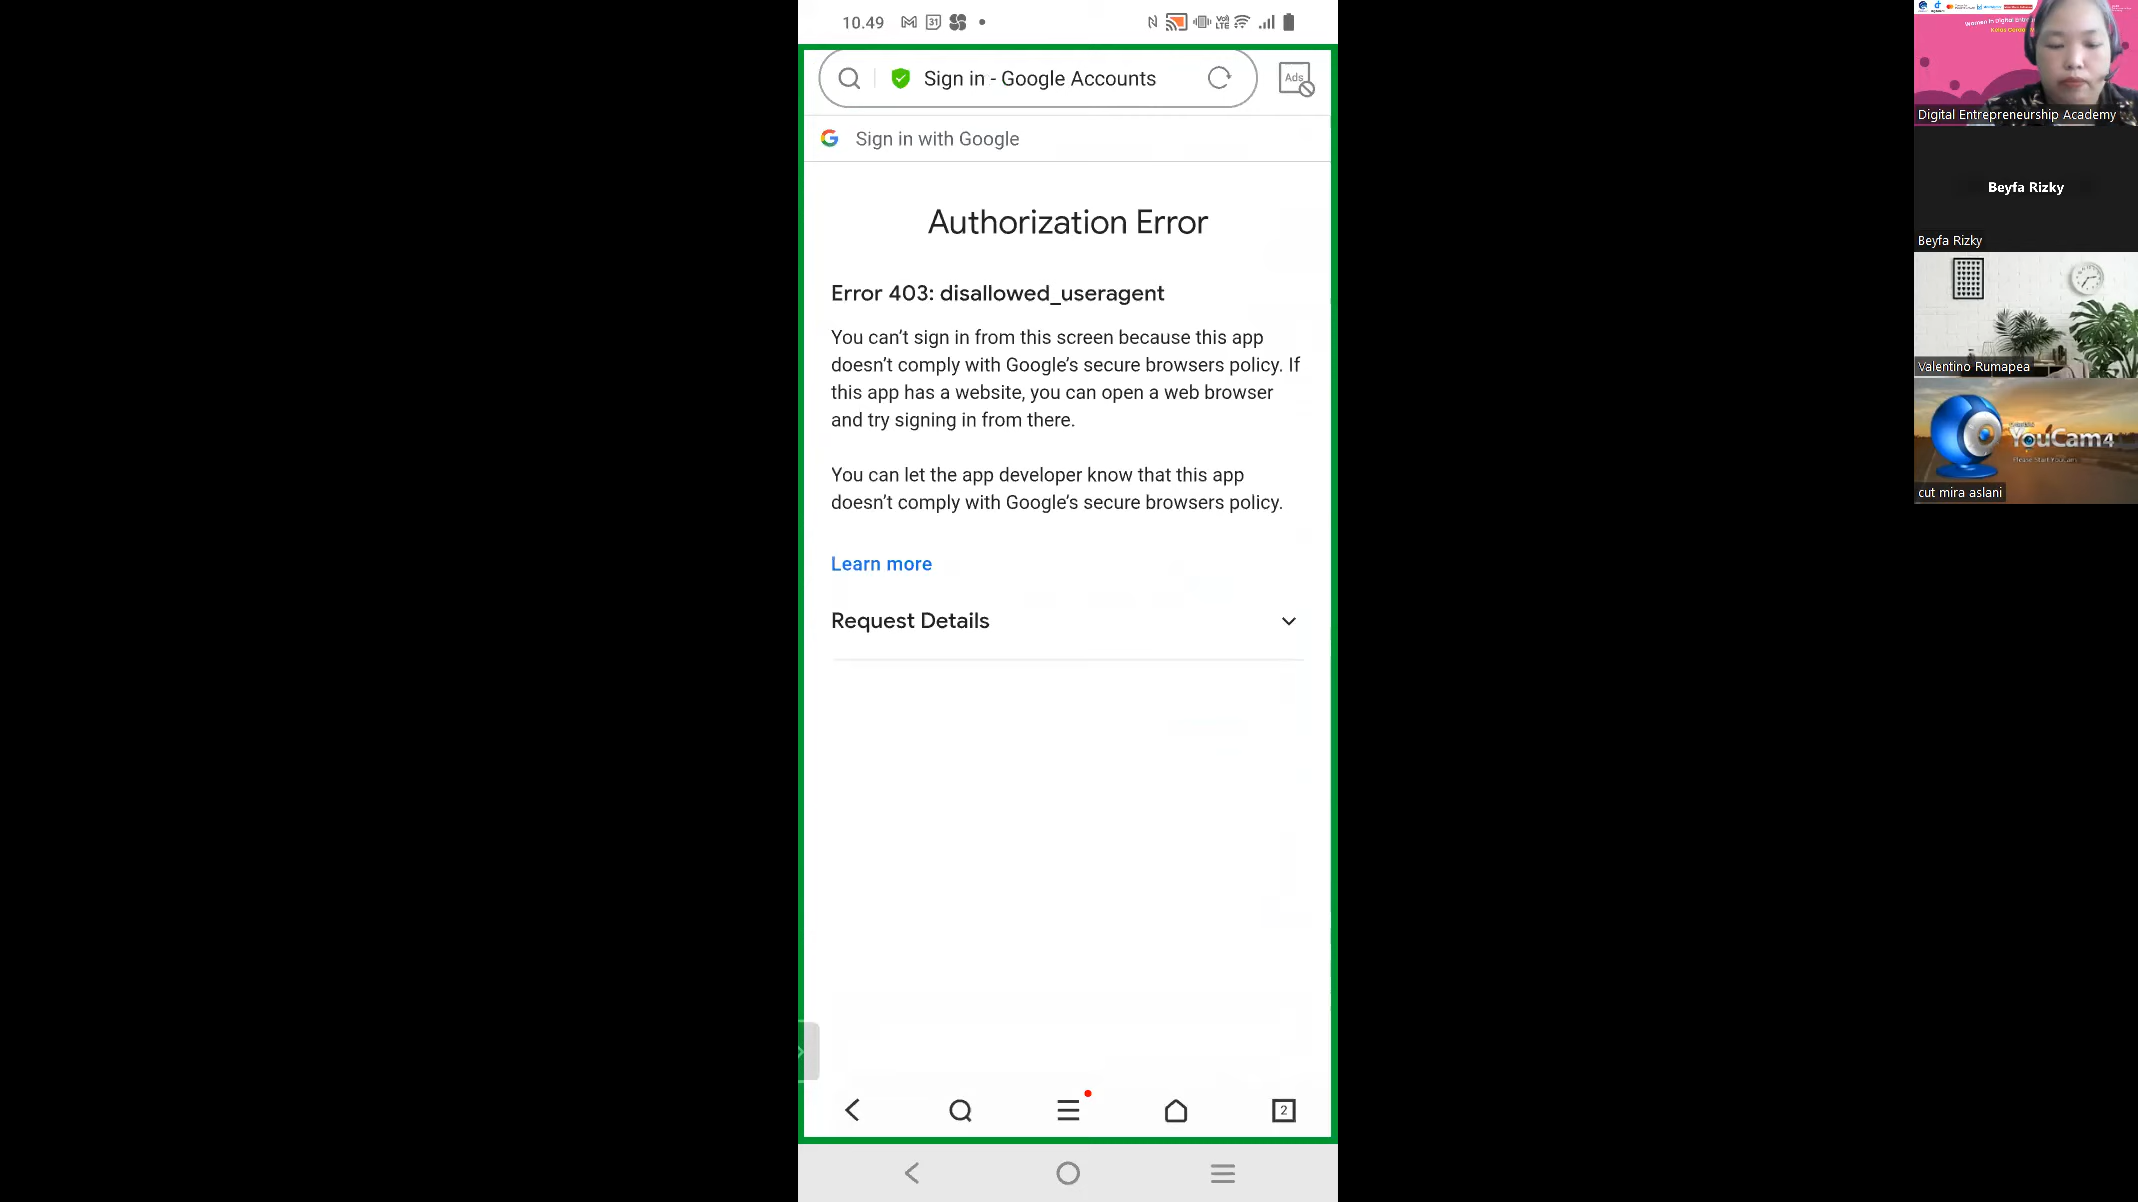 10.49
31
VoLTE
Sign in - Google Accounts
Ads
Sign in with Google
Authorization Error
Error 403: disallowed_useragent
You can’t sign in from this screen because this app
doesn’t comply with Google’s secure browsers policy. If
this app has a website, you can open a web browser
and try signing in from there.
You can let the app developer know that this app
doesn’t comply with Google’s secure browsers policy.
Learn more
Request Details
2
Digital Entrepreneurship Academy
Beyfa Rizky
Beyfa Rizky
Valentino Rumapea
YouCam4
cut mira aslani